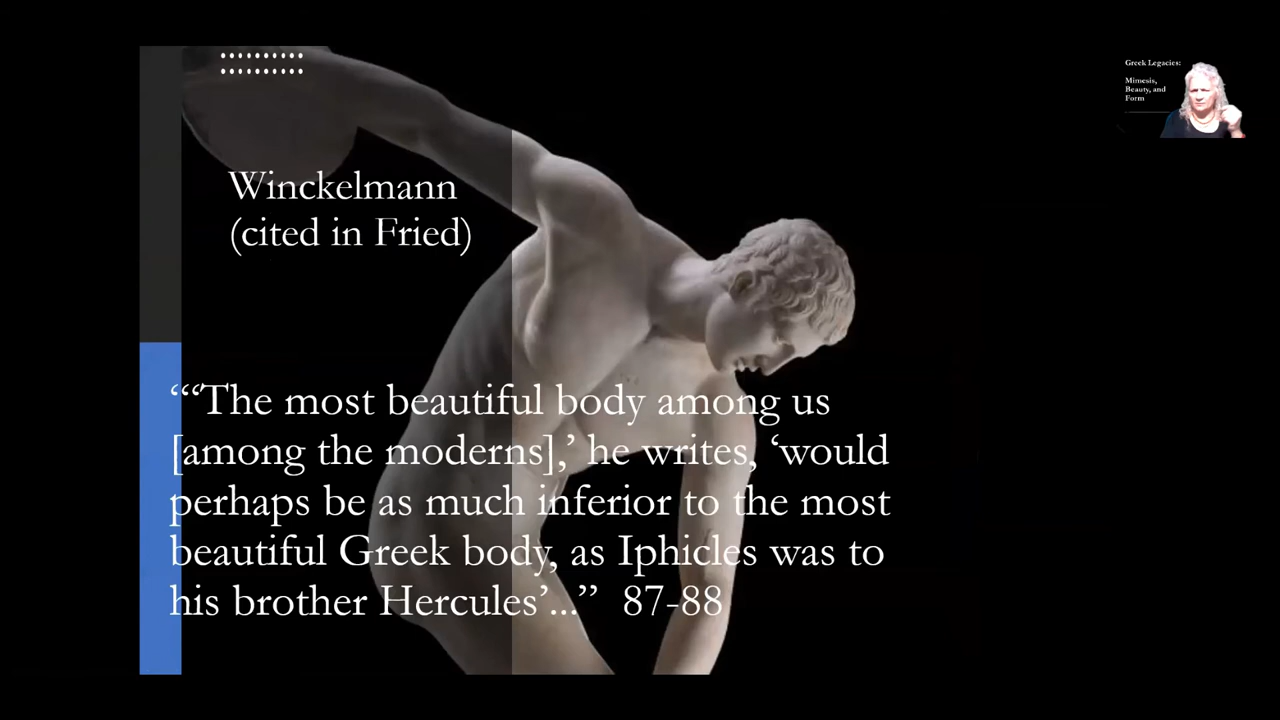 Winckelmann
(cited in Fried)
“‘The most beautiful body among us
[among the moderns],’ he writes, ‘would
perhaps be as much inferior to the most
beautiful Greek body, as Iphicles was to
his brother Hercules’...” 87-88
Greek Legacies:
Mimesis,
Beauty, and
Form